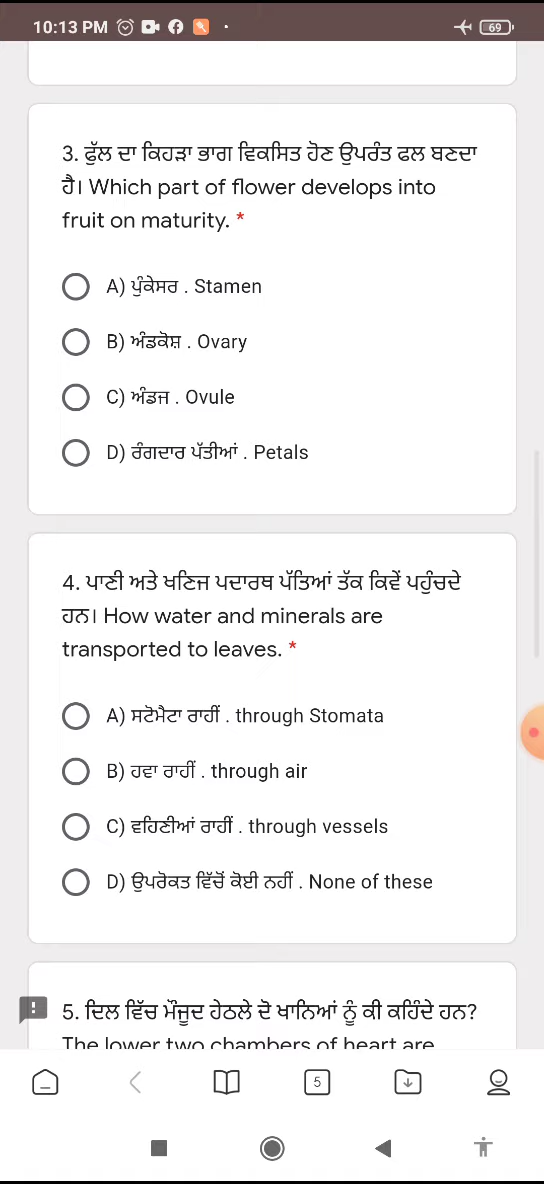 10:13 PM
69
3. ਫੁੱਲ ਦਾ ਕਿਹੜਾ ਭਾਗ ਵਿਕਸਿਤ ਹੋਣ ਉਪਰੰਤ ਫਲ ਬਣਦਾ
ਹੈ। Which part of flower develops into
fruit on maturity. *
A) ਪੁੰਕੇਸਰ . Stamen
B) ਅੰਡਕੋਸ਼ . Ovary
C) ਅੰਡਜ . Ovule
D) ਰੰਗਦਾਰ ਪੱਤੀਆਂ . Petals
4. ਪਾਣੀ ਅਤੇ ਖਣਿਜ ਪਦਾਰਥ ਪੱਤਿਆਂ ਤੱਕ ਕਿਵੇਂ ਪਹੁੰਚਦੇ
ਹਨ। How water and minerals are
transported to leaves. *
A) ਸਟੋਮੈਟਾ ਰਾਹੀਂ . through Stomata
B) ਹਵਾ ਰਾਹੀਂ . through air
C) ਵਹਿਣੀਆਂ ਰਾਹੀਂ . through vessels
D) ਉਪਰੋਕਤ ਵਿੱਚੋਂ ਕੋਈ ਨਹੀਂ . None of these
5. ਦਿਲ ਵਿੱਚ ਮੌਜੂਦ ਹੇਠਲੇ ਦੋ ਖਾਨਿਆਂ ਨੂੰ ਕੀ ਕਹਿੰਦੇ ਹਨ?
The lower two chambers of heart are
5